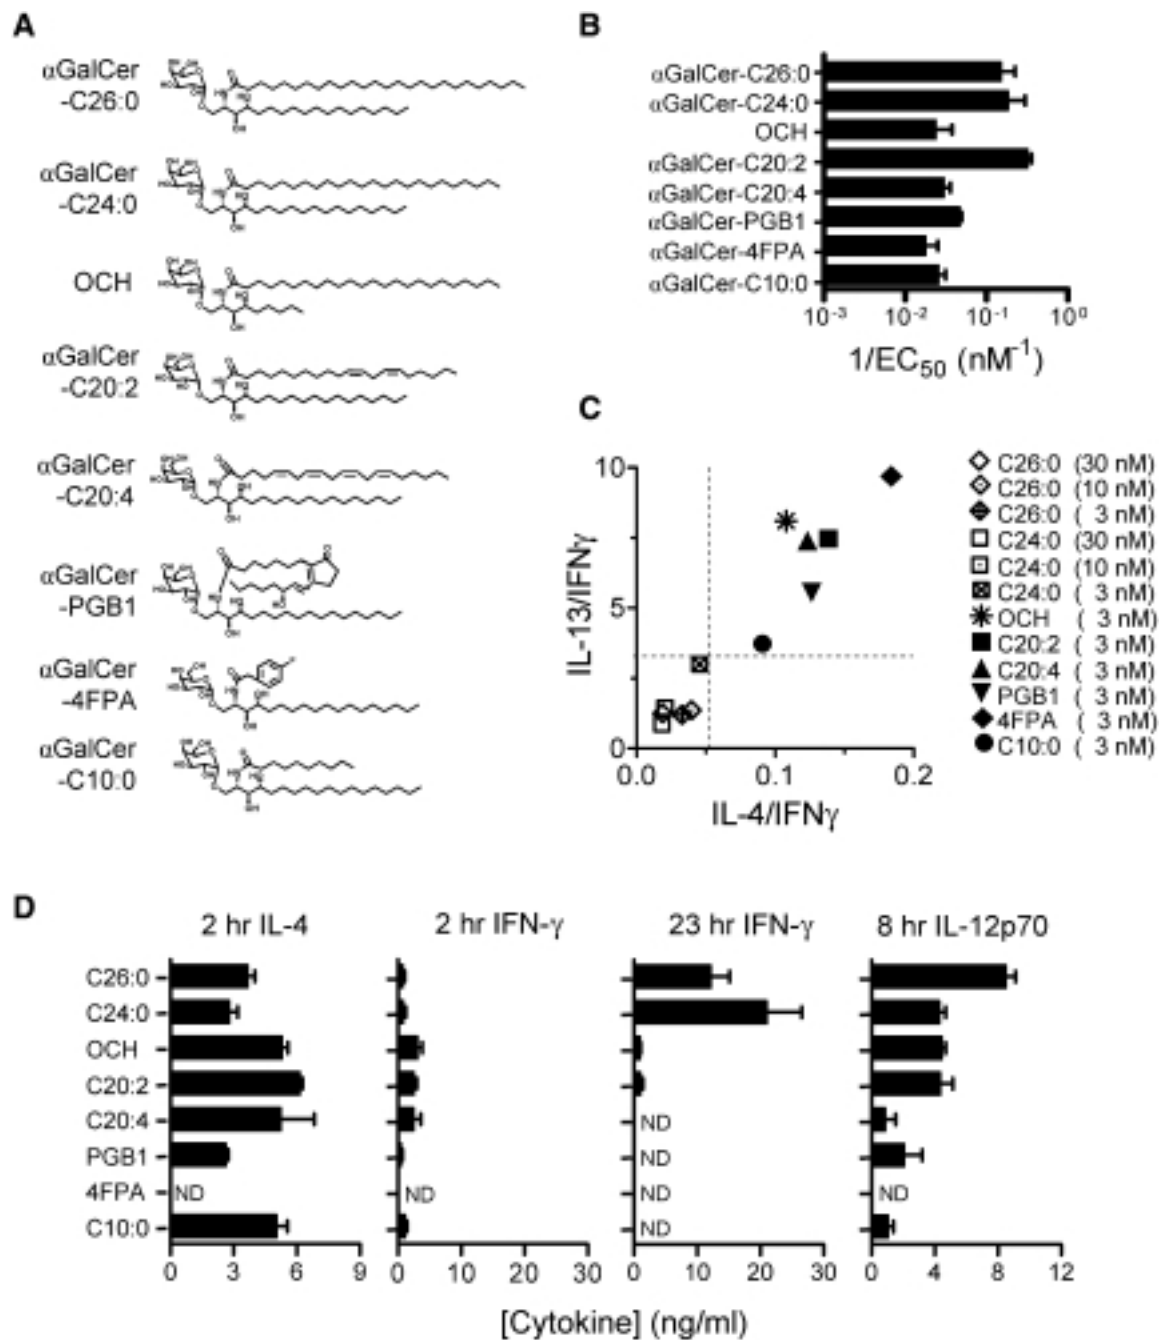 A
αGalCer
-C26:0
αGalCer
-C24:0
OCH
αGalCer
-C20:2
αGalCer
-C20:4
αGalCer
-PGB1
αGalCer
-4FPA
αGalCer
-C10:0
B
αGalCer-C26:0
αGalCer-C24:0
OCH
αGalCer-C20:2
αGalCer-C20:4
αGalCer-PGB1
αGalCer-4FPA
αGalCer-C10:0
10⁻³ 10⁻² 10⁻¹ 10⁰
1/EC₅₀ (nM⁻¹)
C
10
5
0
IL-13/IFNγ
0.0 0.1 0.2
IL-4/IFNγ
C26:0 (30 nM)
C26:0 (10 nM)
C26:0 ( 3 nM)
C24:0 (30 nM)
C24:0 (10 nM)
C24:0 ( 3 nM)
OCH ( 3 nM)
C20:2 ( 3 nM)
C20:4 ( 3 nM)
PGB1 ( 3 nM)
4FPA ( 3 nM)
C10:0 ( 3 nM)
D
2 hr IL-4 2 hr IFN-γ 23 hr IFN-γ 8 hr IL-12p70
C26:0
C24:0
OCH
C20:2
C20:4 ND
PGB1 ND
4FPA ND ND ND ND
C10:0 ND
0 3 6 9 0 10 20 30 0 10 20 30 0 4 8 12
[Cytokine] (ng/ml)